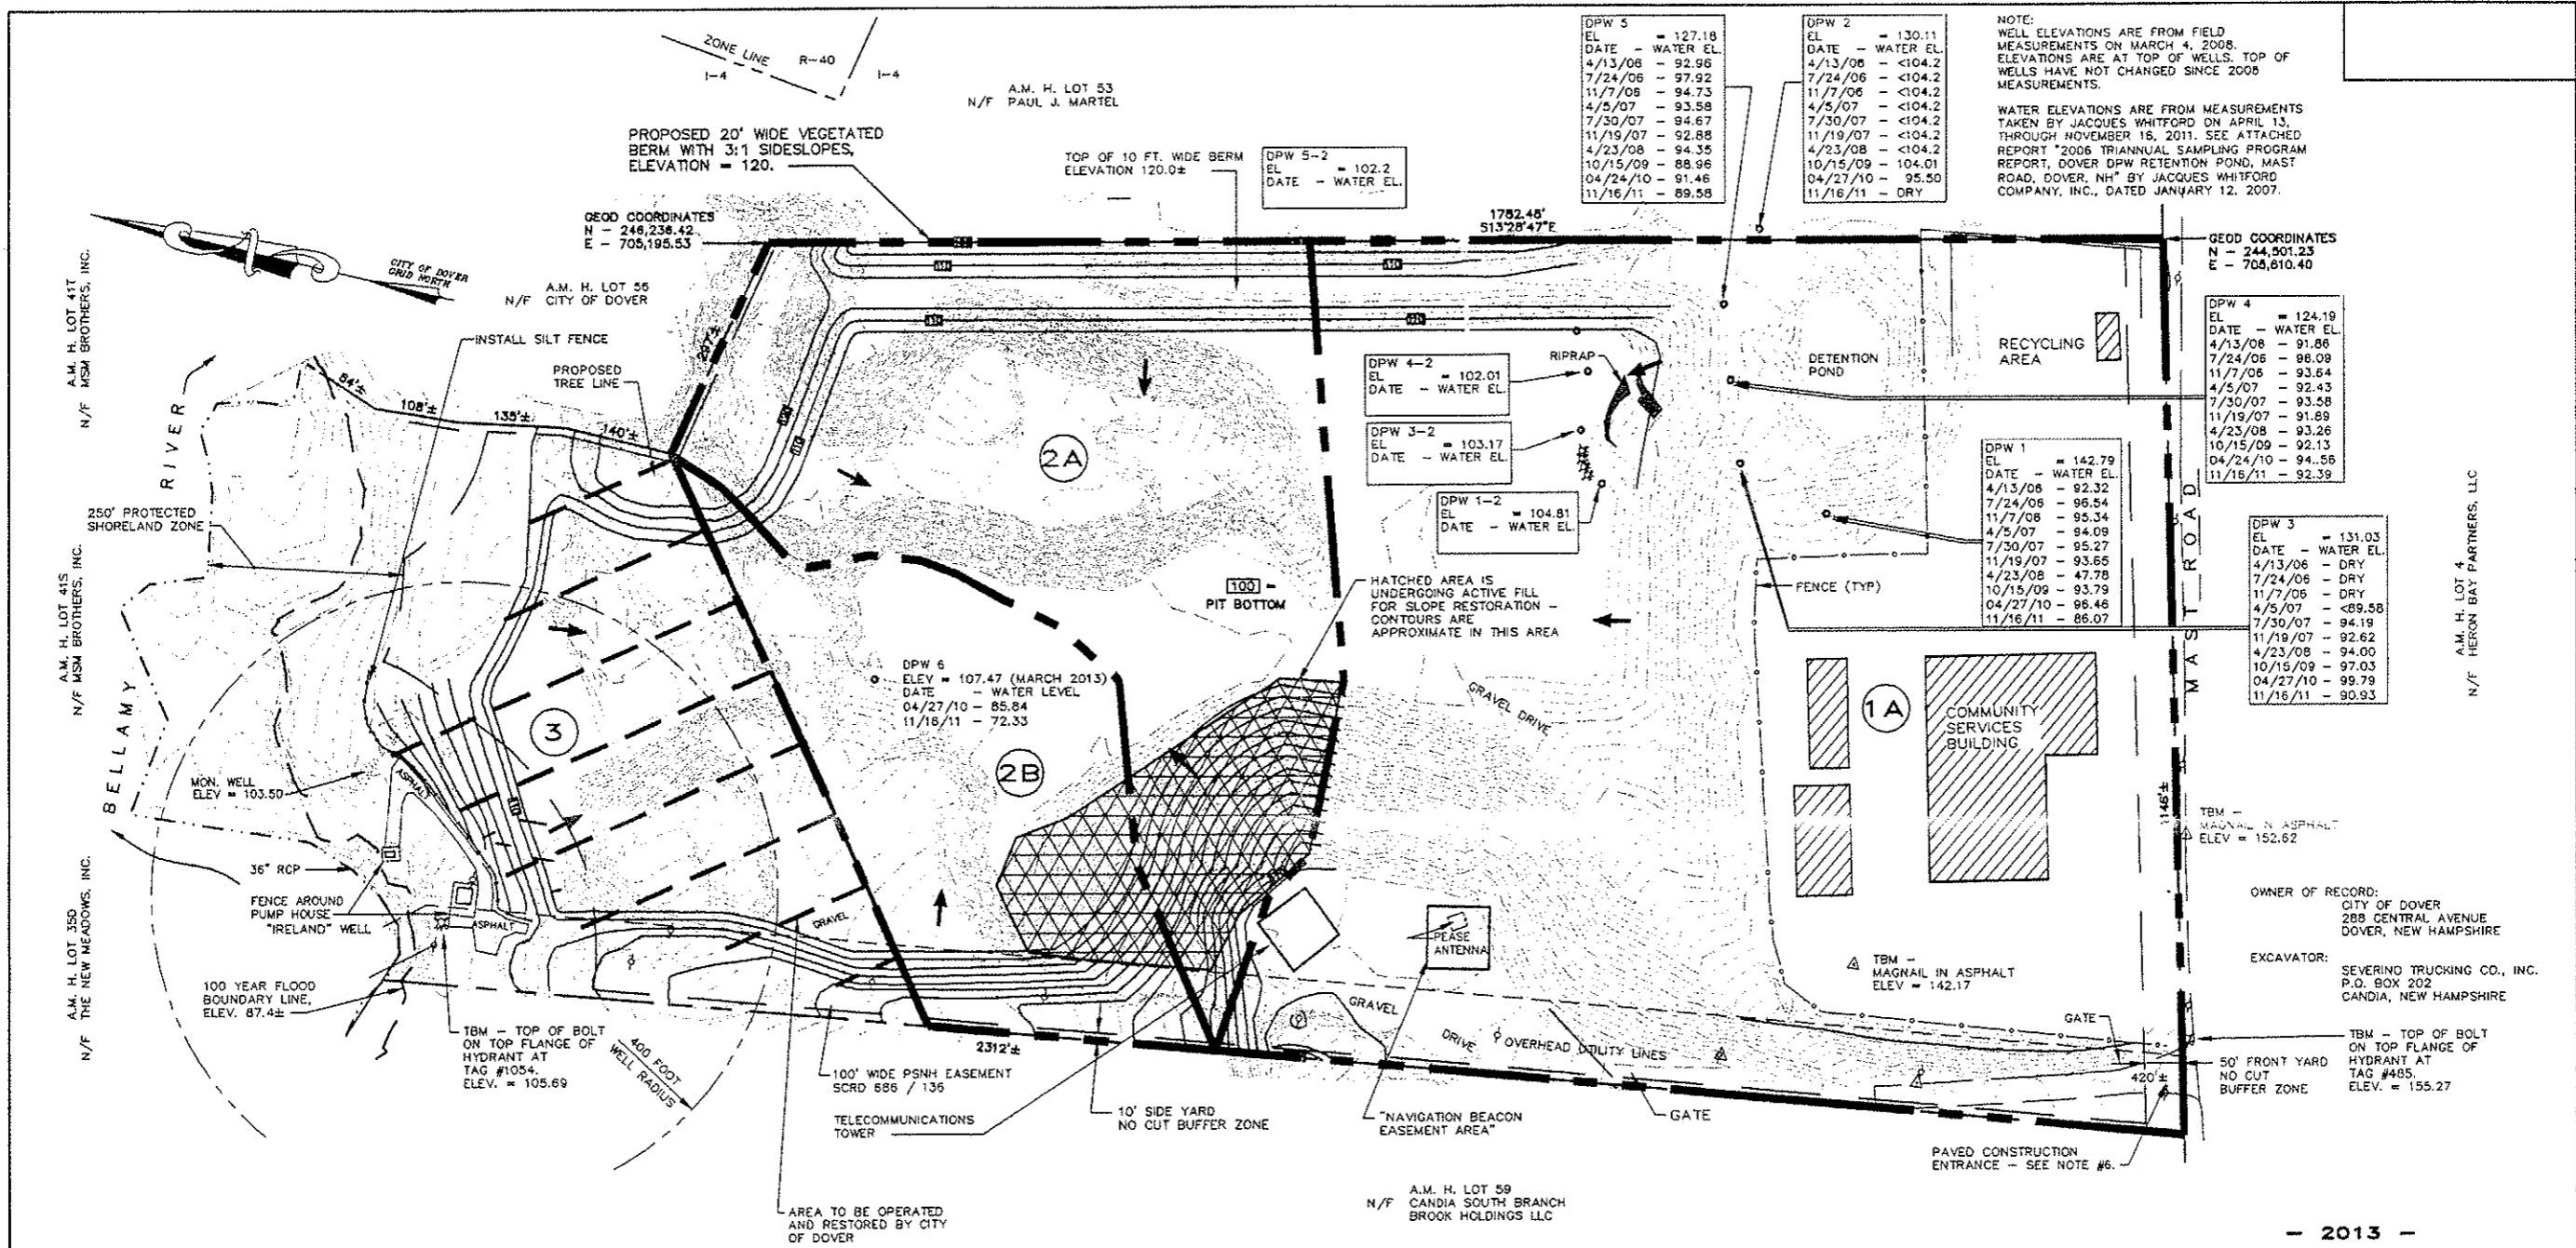 ZONE LINE
R-40
I-4
I-4
A.M. H. LOT 53
N/F PAUL J. MARTEL
PROPOSED 20' WIDE VEGETATED
BERM WITH 3:1 SIDESLOPES,
ELEVATION = 120.
TOP OF 10 FT. WIDE BERM
ELEVATION 120.0±
DPW 5-2
EL = 102.2
DATE - WATER EL.
DPW 5
EL = 127.18
DATE - WATER EL.
4/13/06 - 92.96
7/24/06 - 97.92
11/7/06 - 94.73
4/5/07 - 93.58
7/30/07 - 94.67
11/19/07 - 92.88
4/23/08 - 94.35
10/15/09 - 88.96
04/24/10 - 91.46
11/16/11 - 89.58
DPW 2
EL = 130.11
DATE - WATER EL.
4/13/06 - <104.2
7/24/06 - <104.2
11/7/06 - <104.2
4/5/07 - <104.2
7/30/07 - <104.2
11/19/07 - <104.2
4/23/08 - <104.2
10/15/09 - 104.01
04/27/10 - 95.50
11/16/11 - DRY
NOTE:
WELL ELEVATIONS ARE FROM FIELD
MEASUREMENTS ON MARCH 4, 2008.
ELEVATIONS ARE AT TOP OF WELLS. TOP OF
WELLS HAVE NOT CHANGED SINCE 2008
MEASUREMENTS.
WATER ELEVATIONS ARE FROM MEASUREMENTS
TAKEN BY JACQUES WHITFORD ON APRIL 13,
THROUGH NOVEMBER 16, 2011. SEE ATTACHED
REPORT "2006 TRIANNUAL SAMPLING PROGRAM
REPORT, DOVER DPW RETENTION POND, MAST
ROAD, DOVER, NH" BY JACQUES WHITFORD
COMPANY, INC., DATED JANUARY 12, 2007.
GEOD COORDINATES
N - 246,236.42
E - 705,195.53
1782.48'
S13°28'47"E
GEOD COORDINATES
N - 244,501.23
E - 705,610.40
CITY OF DOVER
GRID NORTH
A.M. H. LOT 56
N/F CITY OF DOVER
A.M. H. LOT 41T
N/F MSM BROTHERS, INC.
INSTALL SILT FENCE
PROPOSED
TREE LINE
297'±
84'±
108'±
135'±
140'±
RIVER
BELLAMY
250' PROTECTED
SHORELAND ZONE
A.M. H. LOT 41S
N/F MSM BROTHERS, INC.
2A
RIPRAP
DPW 4-2
EL = 102.01
DATE - WATER EL.
DPW 3-2
EL = 103.17
DATE - WATER EL.
DPW 1-2
EL = 104.81
DATE - WATER EL.
DETENTION
POND
RECYCLING
AREA
DPW 4
EL = 124.19
DATE - WATER EL.
4/13/06 - 91.86
7/24/06 - 96.09
11/7/06 - 93.64
4/5/07 - 92.43
7/30/07 - 93.58
11/19/07 - 91.89
4/23/08 - 93.26
10/15/09 - 92.13
04/24/10 - 94.56
11/16/11 - 92.39
DPW 1
EL = 142.79
DATE - WATER EL.
4/13/06 - 92.32
7/24/06 - 96.54
11/7/06 - 95.34
4/5/07 - 94.09
7/30/07 - 95.27
11/19/07 - 93.65
4/23/08 - 47.78
10/15/09 - 93.79
04/27/10 - 96.46
11/16/11 - 86.07
DPW 3
EL = 131.03
DATE - WATER EL.
4/13/06 - DRY
7/24/06 - DRY
11/7/06 - DRY
4/5/07 - <89.58
7/30/07 - 94.19
11/19/07 - 92.62
4/23/08 - 94.00
10/15/09 - 97.03
04/27/10 - 99.79
11/16/11 - 90.93
MAST ROAD
A.M. H. LOT 4
N/F HERON BAY PARTNERS, LLC
100 -
PIT BOTTOM
HATCHED AREA IS
UNDERGOING ACTIVE FILL
FOR SLOPE RESTORATION -
CONTOURS ARE
APPROXIMATE IN THIS AREA
FENCE (TYP)
DPW 6
ELEV = 107.47 (MARCH 2013)
DATE - WATER LEVEL
04/27/10 - 85.84
11/16/11 - 72.33
GRAVEL DRIVE
1A
COMMUNITY
SERVICES
BUILDING
3
2B
MON. WELL
ELEV = 103.50
ASPHALT
1146'±
TBM -
MAGNAIL IN ASPHALT
ELEV = 152.62
36" RCP
FENCE AROUND
PUMP HOUSE
"IRELAND" WELL
ASPHALT
GRAVEL
PEASE
ANTENNA
OWNER OF RECORD:
CITY OF DOVER
288 CENTRAL AVENUE
DOVER, NEW HAMPSHIRE
EXCAVATOR:
SEVERINO TRUCKING CO., INC.
P.O. BOX 202
CANDIA, NEW HAMPSHIRE
A.M. H. LOT 35D
N/F THE NEW MEADOWS, INC.
100 YEAR FLOOD
BOUNDARY LINE,
ELEV. 87.4±
TBM -
MAGNAIL IN ASPHALT
ELEV = 142.17
GRAVEL
DRIVE
OVERHEAD UTILITY LINES
GATE
TBM - TOP OF BOLT
ON TOP FLANGE OF
HYDRANT AT
TAG #1054.
ELEV. = 105.69
400 FOOT
WELL RADIUS
2312'±
100' WIDE PSNH EASEMENT
SCRD 686 / 136
TELECOMMUNICATIONS
TOWER
10' SIDE YARD
NO CUT BUFFER ZONE
"NAVIGATION BEACON
EASEMENT AREA"
GATE
420'±
50' FRONT YARD
NO CUT
BUFFER ZONE
TBM - TOP OF BOLT
ON TOP FLANGE OF
HYDRANT AT
TAG #485.
ELEV. = 155.27
PAVED CONSTRUCTION
ENTRANCE - SEE NOTE #6.
AREA TO BE OPERATED
AND RESTORED BY CITY
OF DOVER
A.M. H. LOT 59
N/F CANDIA SOUTH BRANCH
BROOK HOLDINGS LLC
- 2013 -